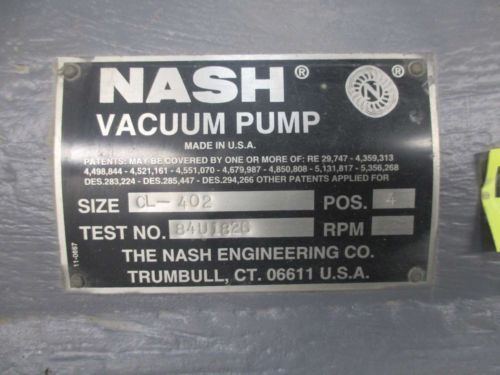 NASH® ®
VACUUM PUMP
MADE IN U.S.A.
PATENTS: MAY BE COVERED BY ONE OR MORE OF: RE 29,747 - 4,359,313
4,498,844 - 4,521,161 - 4,551,070 - 4,679,987 - 4,850,808 - 5,131,817 - 5,356,268
DES.283,224 - DES.285,447 - DES.294,266 OTHER PATENTS APPLIED FOR
SIZE CL-402 POS. 4
TEST NO. 84U1826 RPM
THE NASH ENGINEERING CO.
TRUMBULL, CT. 06611 U.S.A.
11-0667